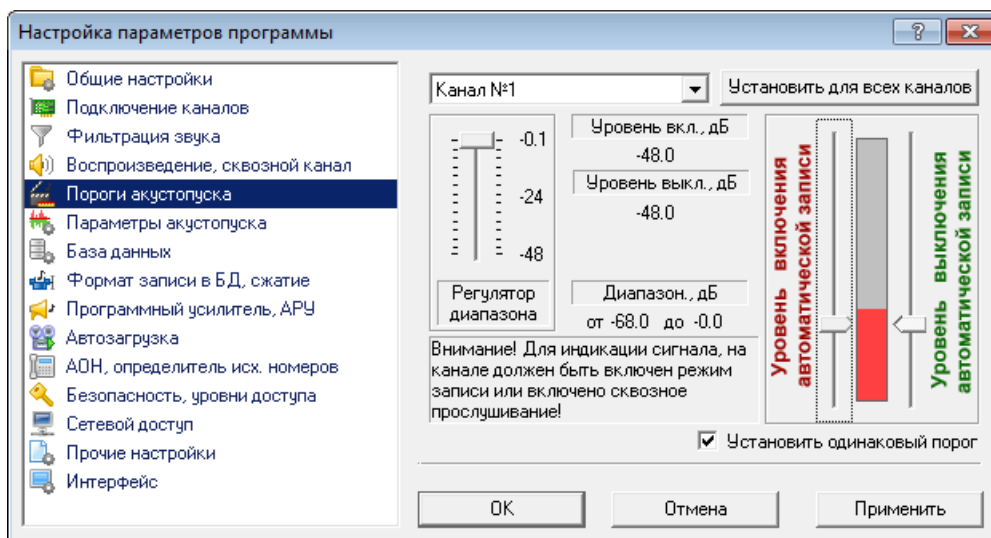 Настройка параметров программы
Общие настройки
Подключение каналов
Фильтрация звука
Воспроизведение, сквозной канал
Пороги акустопуска
Параметры акустопуска
База данных
Формат записи в БД, сжатие
Программный усилитель, АРУ
Автозагрузка
АОН, определитель исх. номеров
Безопасность, уровни доступа
Сетевой доступ
Прочие настройки
Интерфейс
Канал №1
Установить для всех каналов
-0.1
-24
-48
Регулятор
диапазона
Уровень вкл., дБ
-48.0
Уровень выкл., дБ
-48.0
Диапазон., дБ
от -68.0 до -0.0
Внимание! Для индикации сигнала, на
канале должен быть включен режим
записи или включено сквозное
прослушивание!
Уровень включения
автоматической записи
Уровень выключения
автоматической записи
Установить одинаковый порог
OK
Отмена
Применить